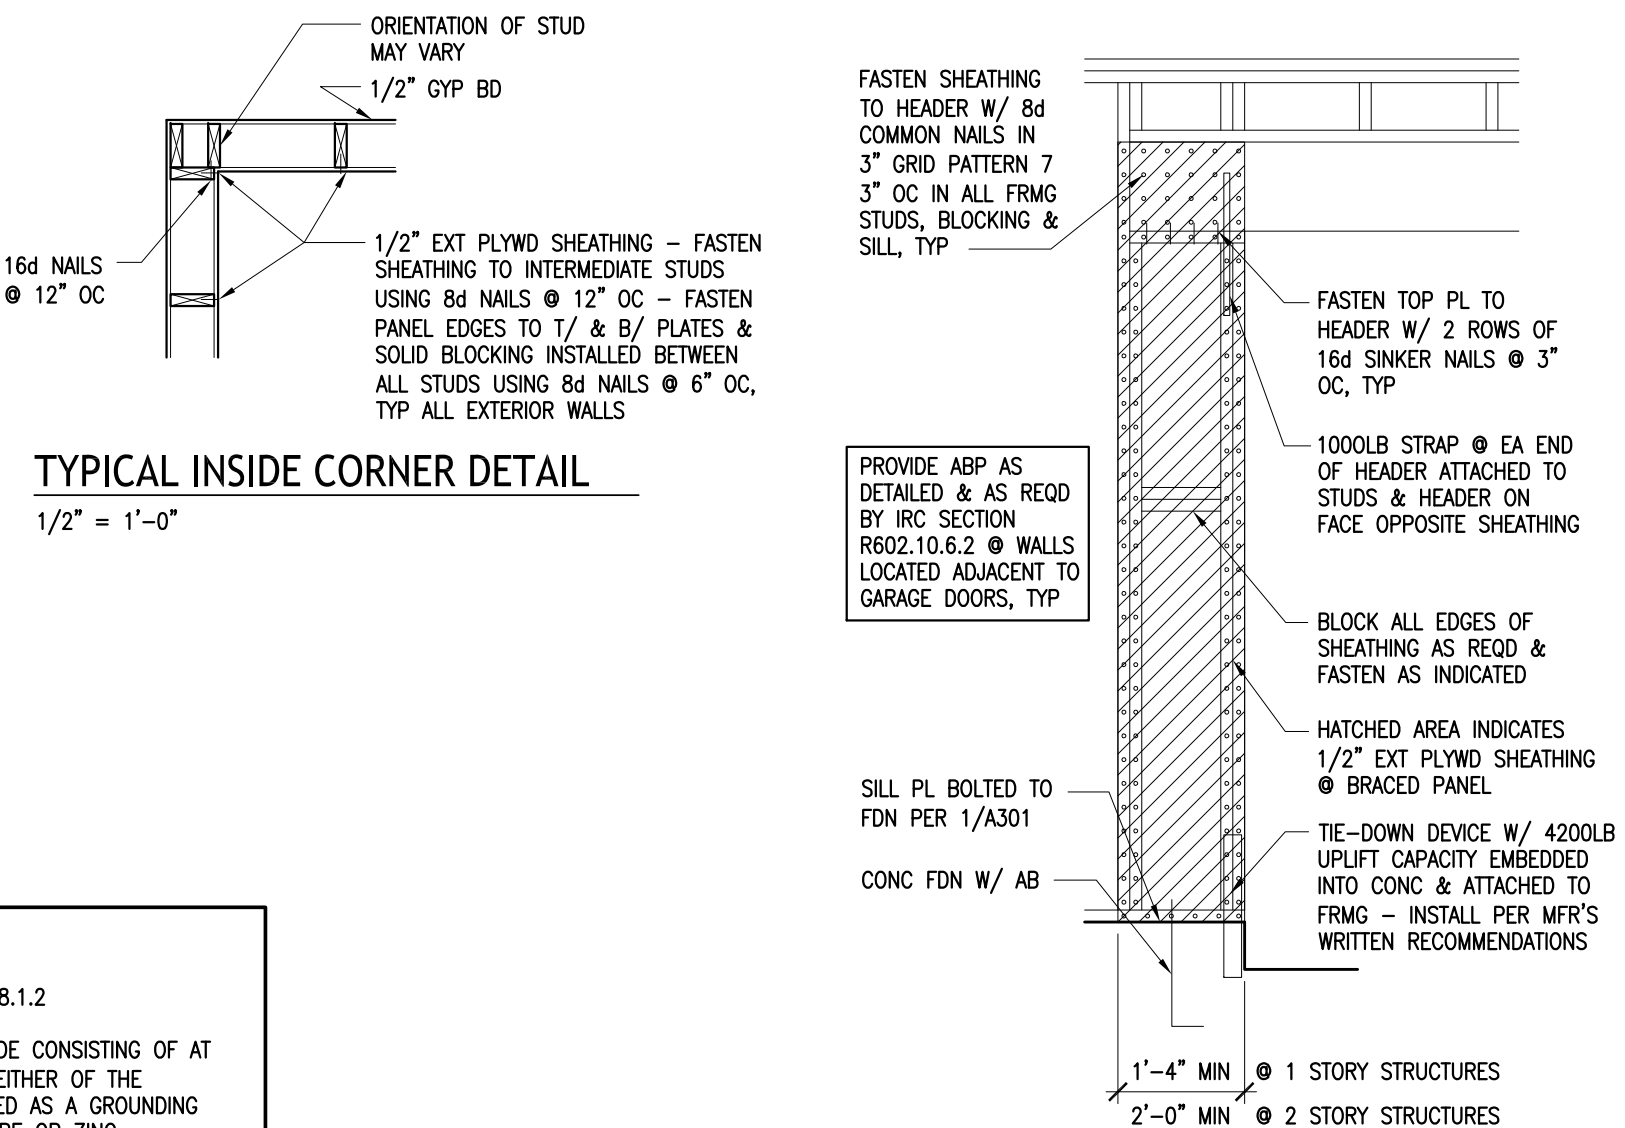 ORIENTATION OF STUD
MAY VARY
1/2" GYP BD
16d NAILS
@ 12" OC
1/2" EXT PLYWD SHEATHING – FASTEN
SHEATHING TO INTERMEDIATE STUDS
USING 8d NAILS @ 12" OC – FASTEN
PANEL EDGES TO T/ & B/ PLATES &
SOLID BLOCKING INSTALLED BETWEEN
ALL STUDS USING 8d NAILS @ 6" OC,
TYP ALL EXTERIOR WALLS
TYPICAL INSIDE CORNER DETAIL
1/2" = 1'-0"
FASTEN SHEATHING
TO HEADER W/ 8d
COMMON NAILS IN
3" GRID PATTERN 7
3" OC IN ALL FRMG
STUDS, BLOCKING &
SILL, TYP
PROVIDE ABP AS
DETAILED & AS REQD
BY IRC SECTION
R602.10.6.2 @ WALLS
LOCATED ADJACENT TO
GARAGE DOORS, TYP
SILL PL BOLTED TO
FDN PER 1/A301
CONC FDN W/ AB
FASTEN TOP PL TO
HEADER W/ 2 ROWS OF
16d SINKER NAILS @ 3"
OC, TYP
1000LB STRAP @ EA END
OF HEADER ATTACHED TO
STUDS & HEADER ON
FACE OPPOSITE SHEATHING
BLOCK ALL EDGES OF
SHEATHING AS REQD &
FASTEN AS INDICATED
HATCHED AREA INDICATES
1/2" EXT PLYWD SHEATHING
@ BRACED PANEL
TIE-DOWN DEVICE W/ 4200LB
UPLIFT CAPACITY EMBEDDED
INTO CONC & ATTACHED TO
FRMG – INSTALL PER MFR'S
WRITTEN RECOMMENDATIONS
1'-4" MIN @ 1 STORY STRUCTURES
2'-0" MIN @ 2 STORY STRUCTURES
8.1.2
CONSISTING OF AT
EITHER OF THE
AS A GROUNDING
OR ZINC